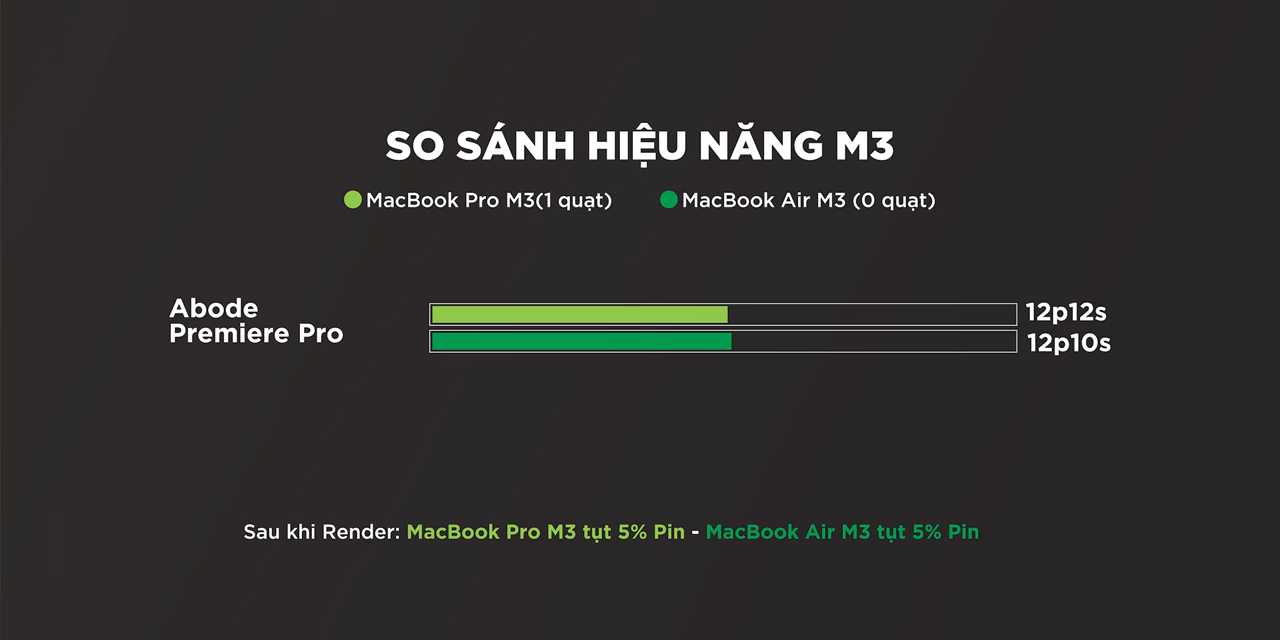 SO SÁNH HIỆU NĂNG M3
MacBook Pro M3(1 quạt) MacBook Air M3 (0 quạt)
Abode
Premiere Pro
12p12s
12p10s
Sau khi Render: MacBook Pro M3 tụt 5% Pin - MacBook Air M3 tụt 5% Pin